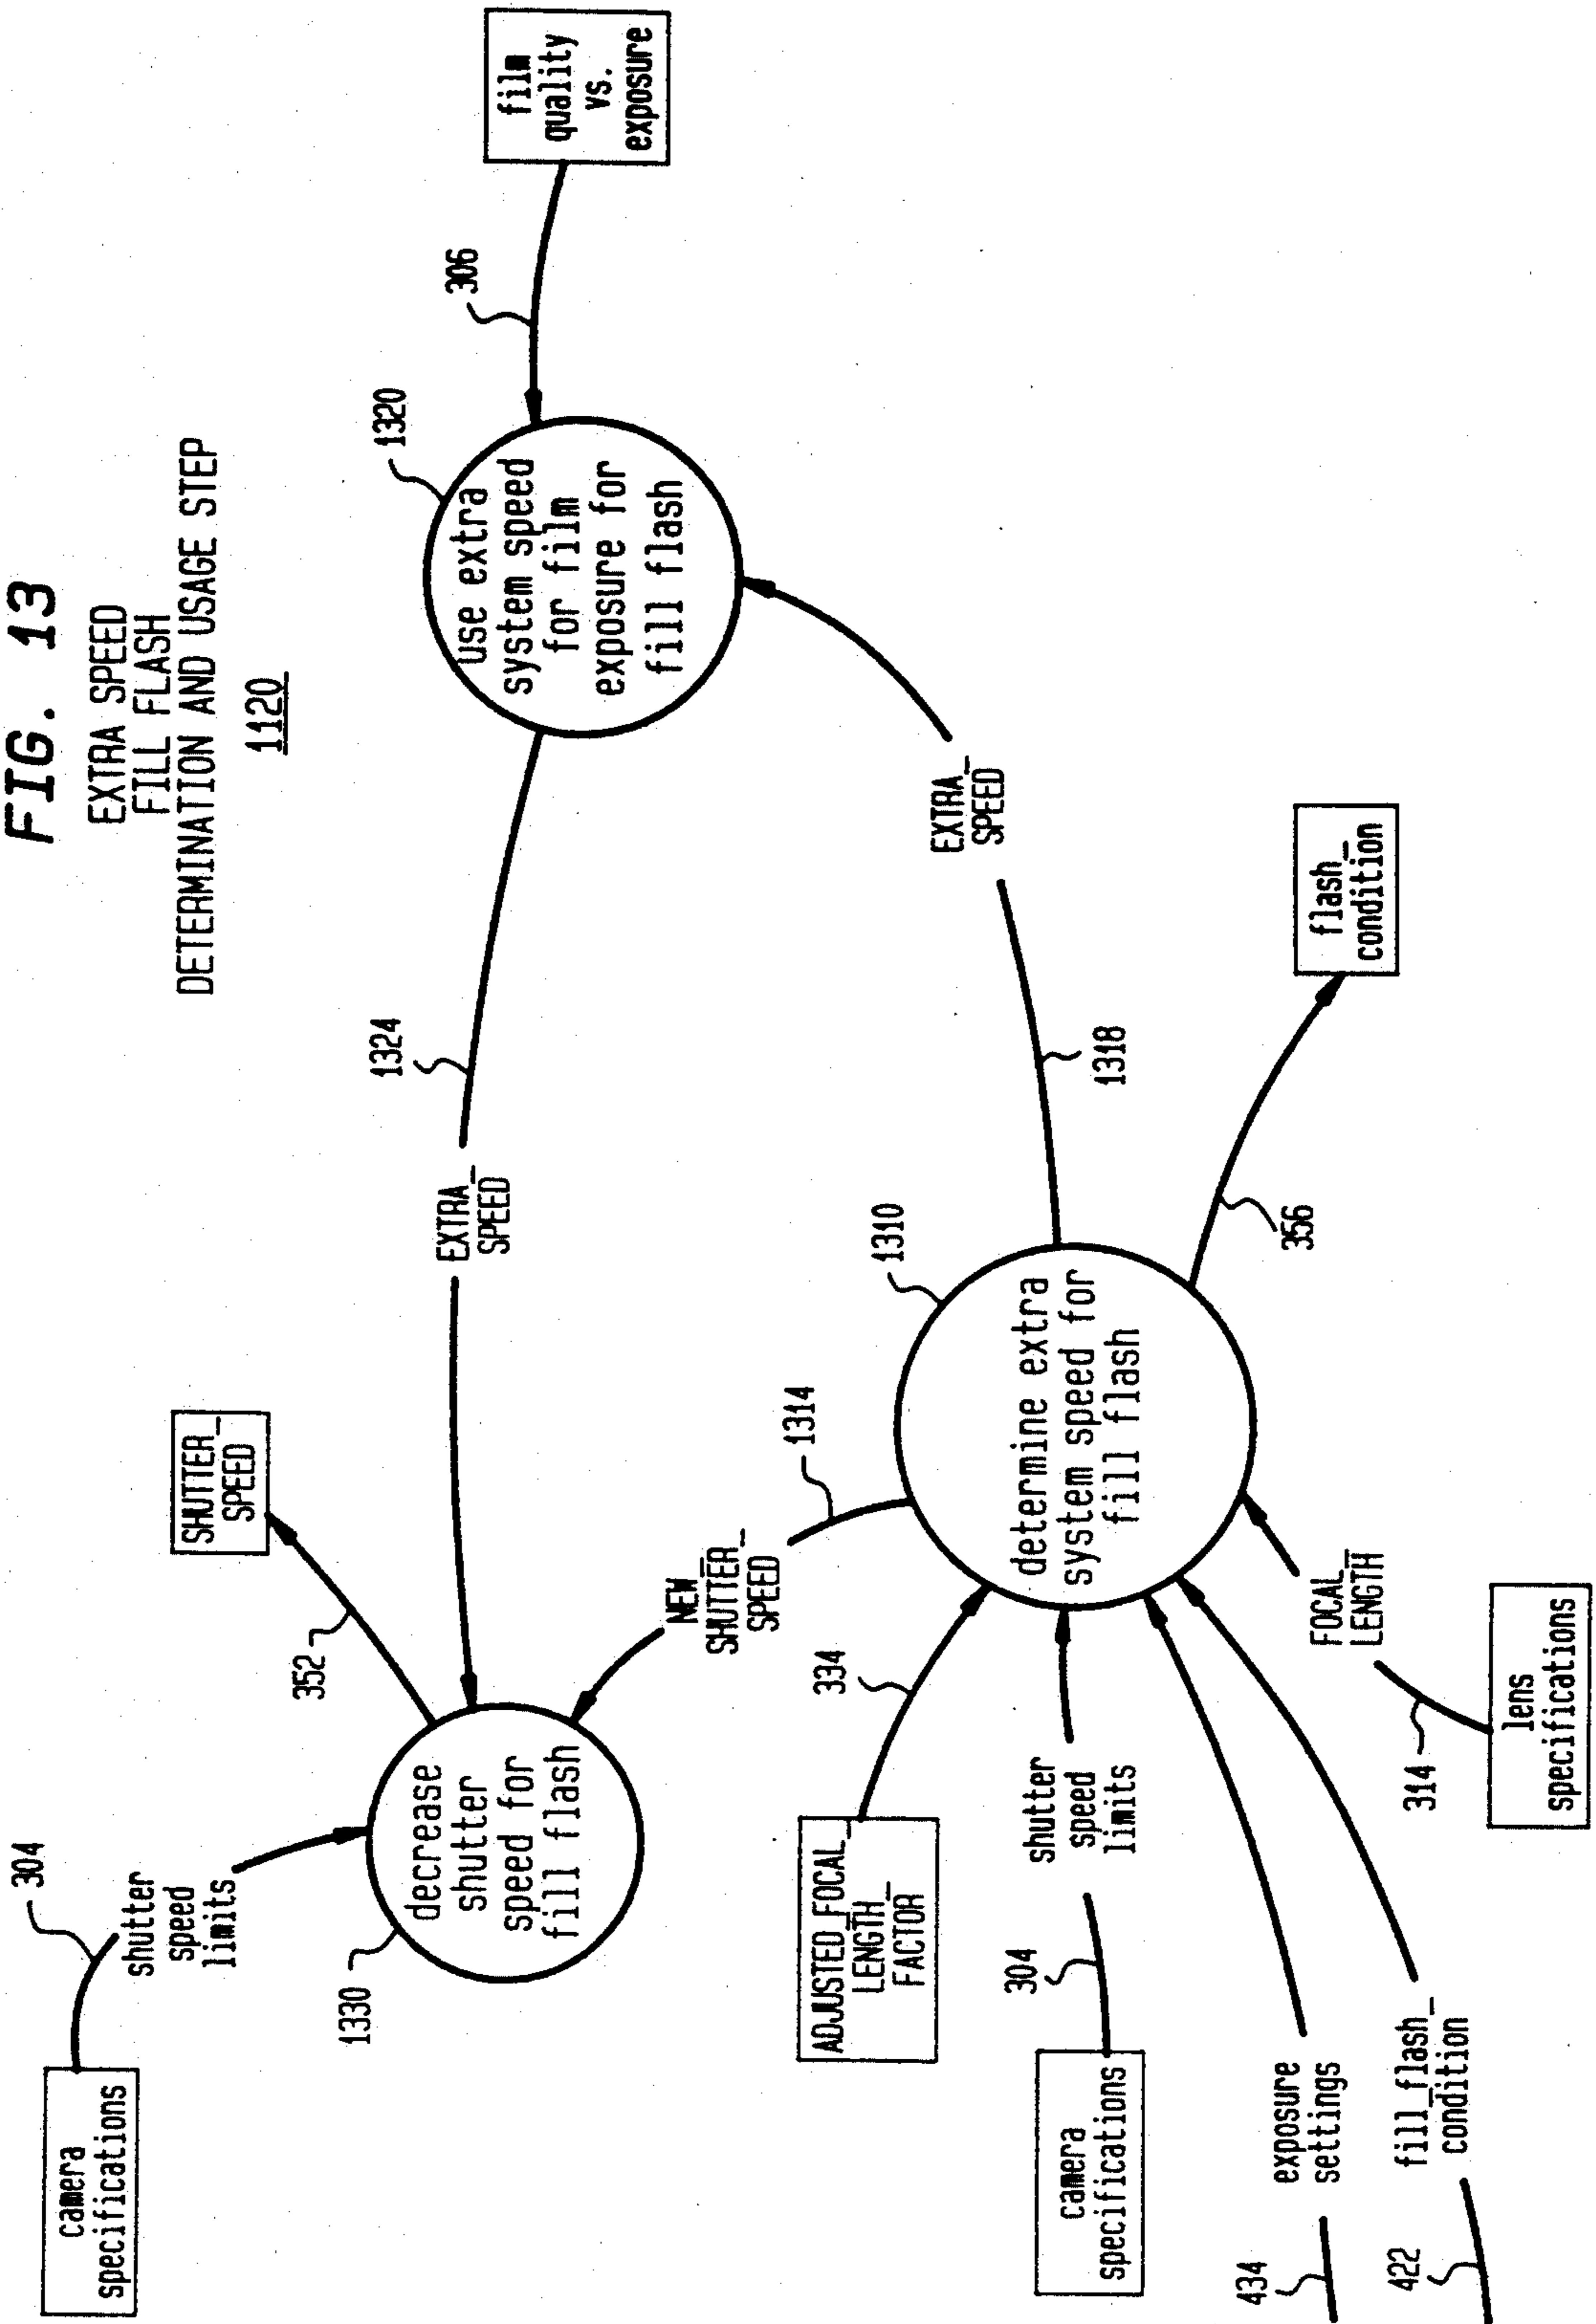 FIG. 13
EXTRA SPEED
FILL FLASH
DETERMINATION AND USAGE STEP
1120
camera
specifications
304
shutter
speed
limits
1330
decrease
shutter
speed for
fill flash
352
SHUTTER_
SPEED
EXTRA_
SPEED
1324
1320
use extra
system speed
for film
exposure for
fill flash
306
film
quality
vs.
exposure
NEW_
SHUTTER_
SPEED
1314
ADJUSTED_FOCAL_
LENGTH_
FACTOR
334
camera
specifications
304
shutter
speed
limits
434
exposure
settings
422
fill_flash_
condition
lens
specifications
314
FOCAL_
LENGTH
1310
determine extra
system speed for
fill flash
1318
EXTRA_
SPEED
356
flash_
condition